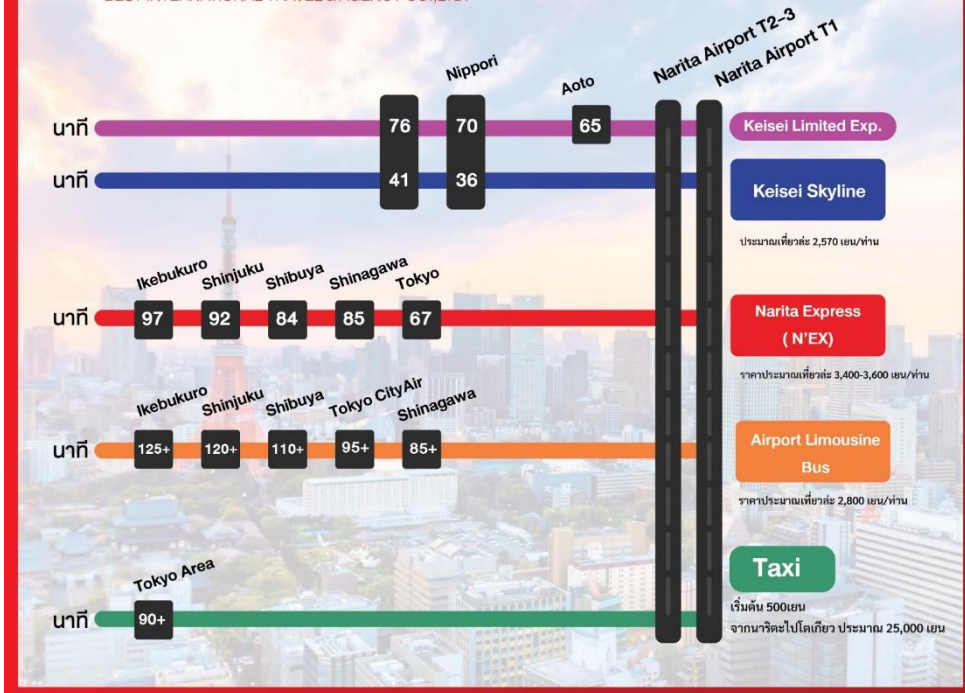 Nippori
Aoto
Narita Airport T2-3
Narita Airport T1
นาที
76
70
65
Keisei Limited Exp.
นาที
41
36
Keisei Skyline
ประมาณเที่ยวล่ะ 2,570 เยน/ท่าน
Ikebukuro
Shinjuku
Shibuya
Shinagawa
Tokyo
นาที
97
92
84
85
67
Narita Express
( N'EX)
ราคาประมาณเที่ยวล่ะ 3,400-3,600 เยน/ท่าน
Ikebukuro
Shinjuku
Shibuya
Tokyo CityAir
Shinagawa
นาที
125+
120+
110+
95+
85+
Airport Limousine
Bus
ราคาประมาณเที่ยวล่ะ 2,800 เยน/ท่าน
Tokyo Area
นาที
90+
Taxi
เริ่มต้น 500เยน
จากนาริตะไปโตเกียว ประมาณ 25,000 เยน